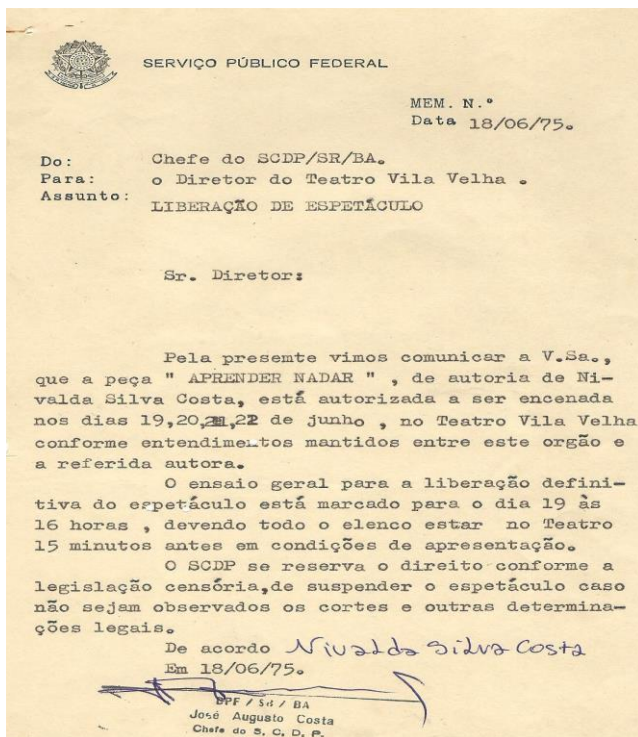 SERVIÇO PÚBLICO FEDERAL
MEM. N.º
Data 18/06/75.
Do: Chefe do SCDP/SR/BA.
Para: o Diretor do Teatro Vila Velha .
Assunto: LIBERAÇÃO DE ESPETÁCULO
Sr. Diretor:
Pela presemte vimos comunicar a V.Sa.,
que a peça " APRENDER NADAR " , de autoria de Ni-
valda Silva Costa, está autorizada a ser encenada
nos dias 19,20,21,22 de junho , no Teatro Vila Velha
conforme entendimentos mantidos entre este orgão e
a referida autora.
O ensaio geral para a liberação defini-
tiva do espetáculo está marcado para o dia 19 às
16 horas , devendo todo o elenco estar no Teatro
15 minutos antes em condições de apresentação.
O SCDP se reserva o direito conforme a
legislação censória,de suspender o espetáculo caso
não sejam observados os cortes e outras determina-
ções legais.
De acordo Nivalda Silva Costa
Em 18/06/75.
DPF / SR / BA
José Augusto Costa
Chefe do S. C. D. P.